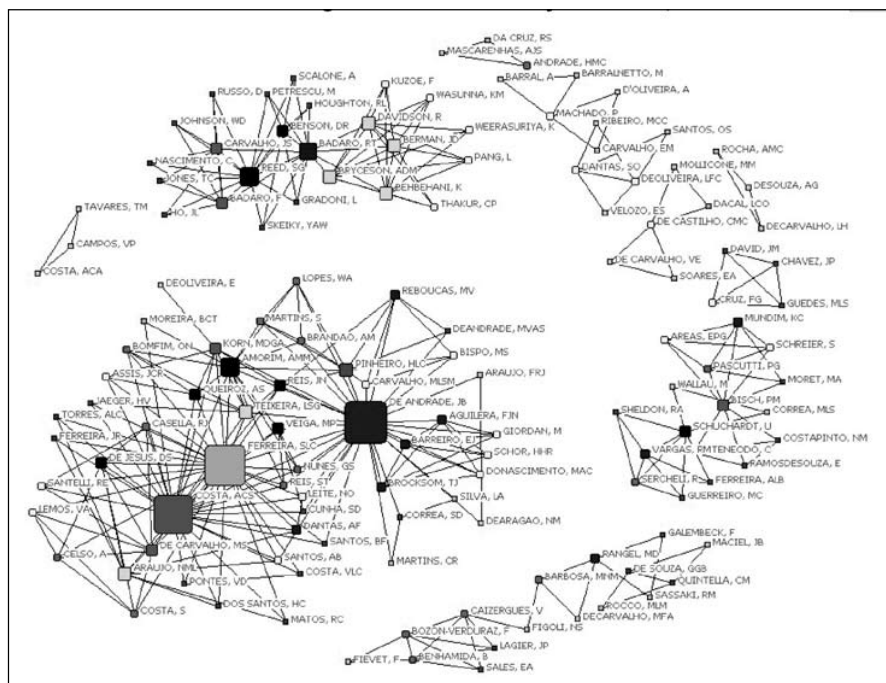 DA CRUZ, RS
MASCARENHAS, AJS
ANDRADE, HMC
BARRAL, A
BARRALNETTO, M
D'OLIVEIRA, A
MACHADO, P
RIBEIRO, MCC
SANTOS, OS
CARVALHO, EM
ROCHA, AMC
DANTAS, SO
MOLLICONE, MM
DEOLIVEIRA, LFC
DESOUZA, AG
VELOZO, ES
DACAL, LCO
DE CASTILHO, CMC
DECARVALHO, LH
DE CARVALHO, VE
SOARES, EA
DAVID, JM
CHAVEZ, JP
CRUZ, FG
GUEDES, MLS
SCALONE, A
KUZOE, F
RUSSO, D
PETRESCU, M
WASUNNA, KM
HOUGHTON, RL
JOHNSON, WD
DAVIDSON, R
BENSON, DR
WEERASURIYA, K
CARVALHO, JS
BADARO, RT
BERMAN, JD
NASCIMENTO, C
PANG, L
REED, SG
BRYCESON, ADM
JONES, TC
BEHBEHANI, K
HO, JL
BADARO, F
GRADONI, L
THAKUR, CP
SKEIKY, YAW
TAVARES, TM
CAMPOS, VP
COSTA, ACA
DEOLIVEIRA, E
LOPES, WA
REBOUCAS, MV
MOREIRA, BCT
MARTINS, S
DEANDRADE, MVAS
BOMFIM, ON
KORN, MDGA
BRANDAO, AM
BISPO, MS
AMORIM, AMM
PINHEIRO, HLC
ASSIS, JCR
QUEIROZ, AS
REIS, JN
CARVALHO, MLSM
ARAUJO, FRJ
JAEGER, HV
TEIXEIRA, LSG
DE ANDRADE, JB
TORRES, ALC
CASELLA, RJ
VEIGA, MP
AGUILERA, FJN
FERREIRA, JR
GIORDAN, M
FERREIRA, SLC
BARREIRO, EJ
SCHOR, HHR
DE JESUS, DS
NUNES, GS
SANTELLI, RE
REIS, ST
BROCKSOM, TJ
DONASCIMENTO, MAC
LEMOS, VA
COSTA, ACS
LEITE, NO
SILVA, LA
CUNHA, SD
CORREA, SD
DANTAS, AF
DEARAGAO, NM
DE CARVALHO, MS
SANTOS, BF
CELSO, A
SANTOS, AB
MARTINS, CR
ARAUJO, NML
COSTA, VLC
PONTES, VD
COSTA, S
DOS SANTOS, HC
MATOS, RC
MUNDIM, KC
AREAS, EPG
SCHREIER, S
PASCUTTI, PG
MORET, MA
WALLAU, M
BISCH, PM
CORREA, MLS
SHELDON, RA
SCHUCHARDT, U
COSTAPINTO, NM
VARGAS, RM
TENEODO, C
RAMOSDESOUZA, E
SERCHELI, R
FERREIRA, ALB
GUERREIRO, MC
GALEMBECK, F
RANGEL, MD
MACIEL, JB
BARBOSA, MNM
DE SOUZA, GGB
QUINTELLA, CM
SASSAKI, RM
ROCCO, MLM
CAIZERGUES, V
DECARVALHO, MFA
FIGOLI, NS
BOZON-VERDURAZ, F
LAGIER, JP
FIEVET, F
BENHAMIDA, B
SALES, EA